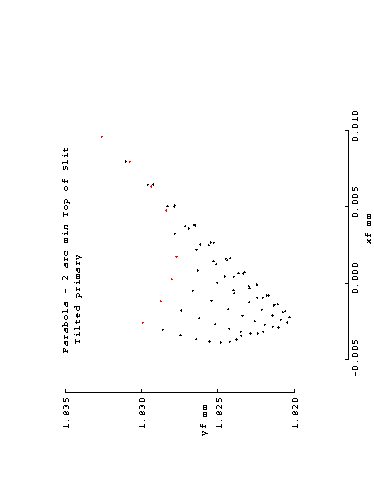 Parabola - 2 arc min Top of Slit
Tilted primary
0.010
0.005
0.000
-0.005
xf mm
1.835
1.830
1.825
1.820
yf mm